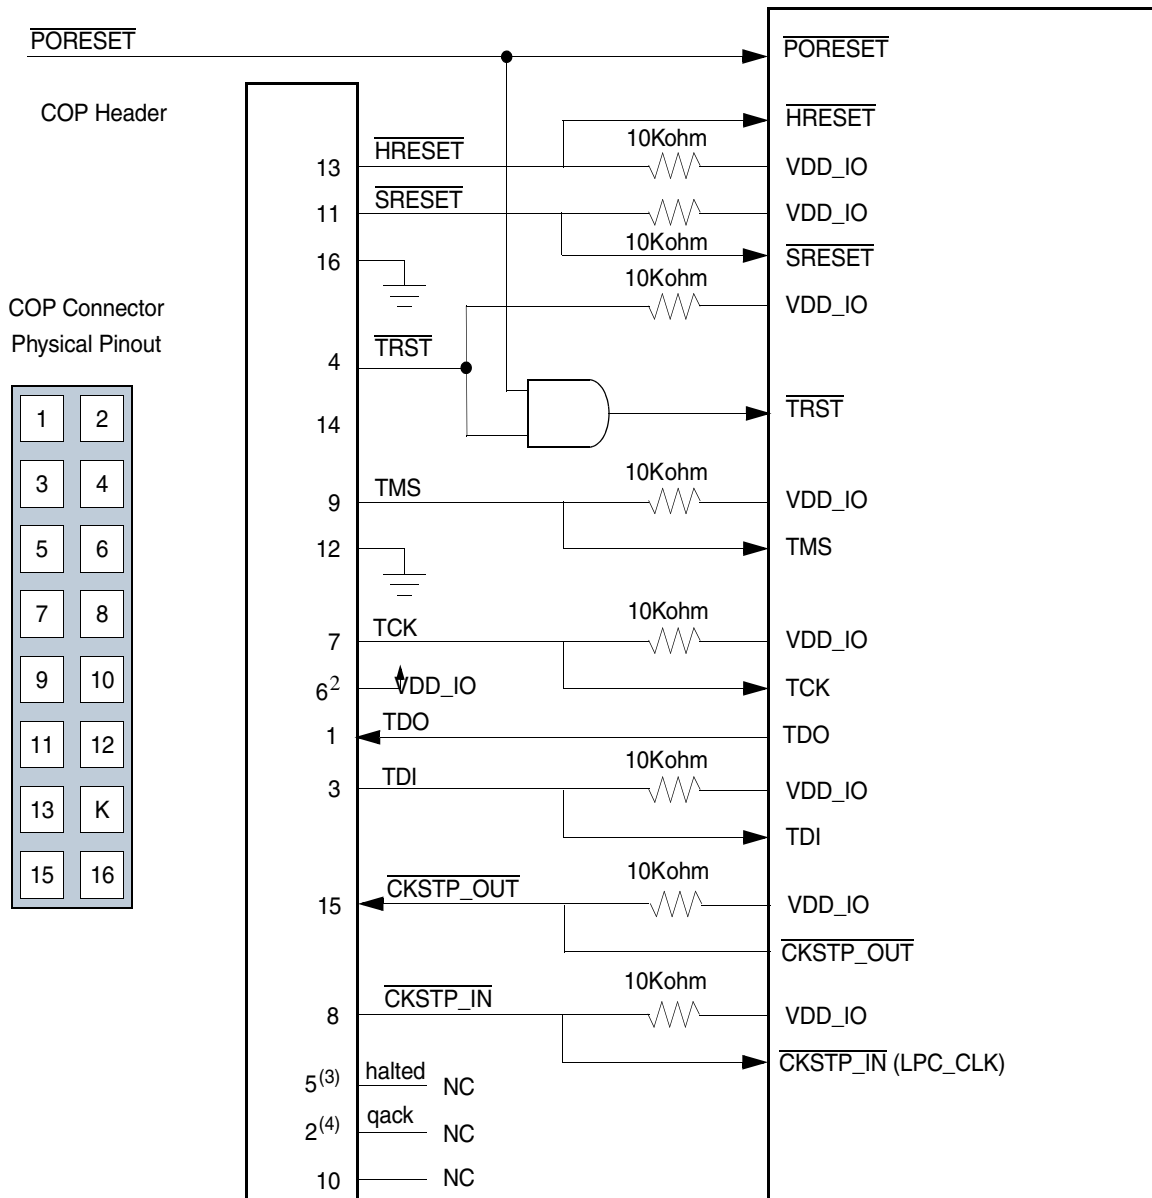 PORESET
PORESET
COP Header
HRESET
10Kohm
13
HRESET
VDD_IO
11
SRESET
VDD_IO
10Kohm
16
SRESET
10Kohm
COP Connector
Physical Pinout
VDD_IO
4
TRST
14
TRST
1 2
3 4
5 6
7 8
9 10
11 12
13 K
15 16
10Kohm
9
TMS
VDD_IO
12
TMS
10Kohm
7
TCK
VDD_IO
6²
VDD_IO
TCK
1
TDO
TDO
10Kohm
3
TDI
VDD_IO
TDI
10Kohm
15
CKSTP_OUT
VDD_IO
CKSTP_OUT
10Kohm
8
CKSTP_IN
VDD_IO
CKSTP_IN (LPC_CLK)
5(3)
halted
NC
2(4)
qack
NC
10
NC